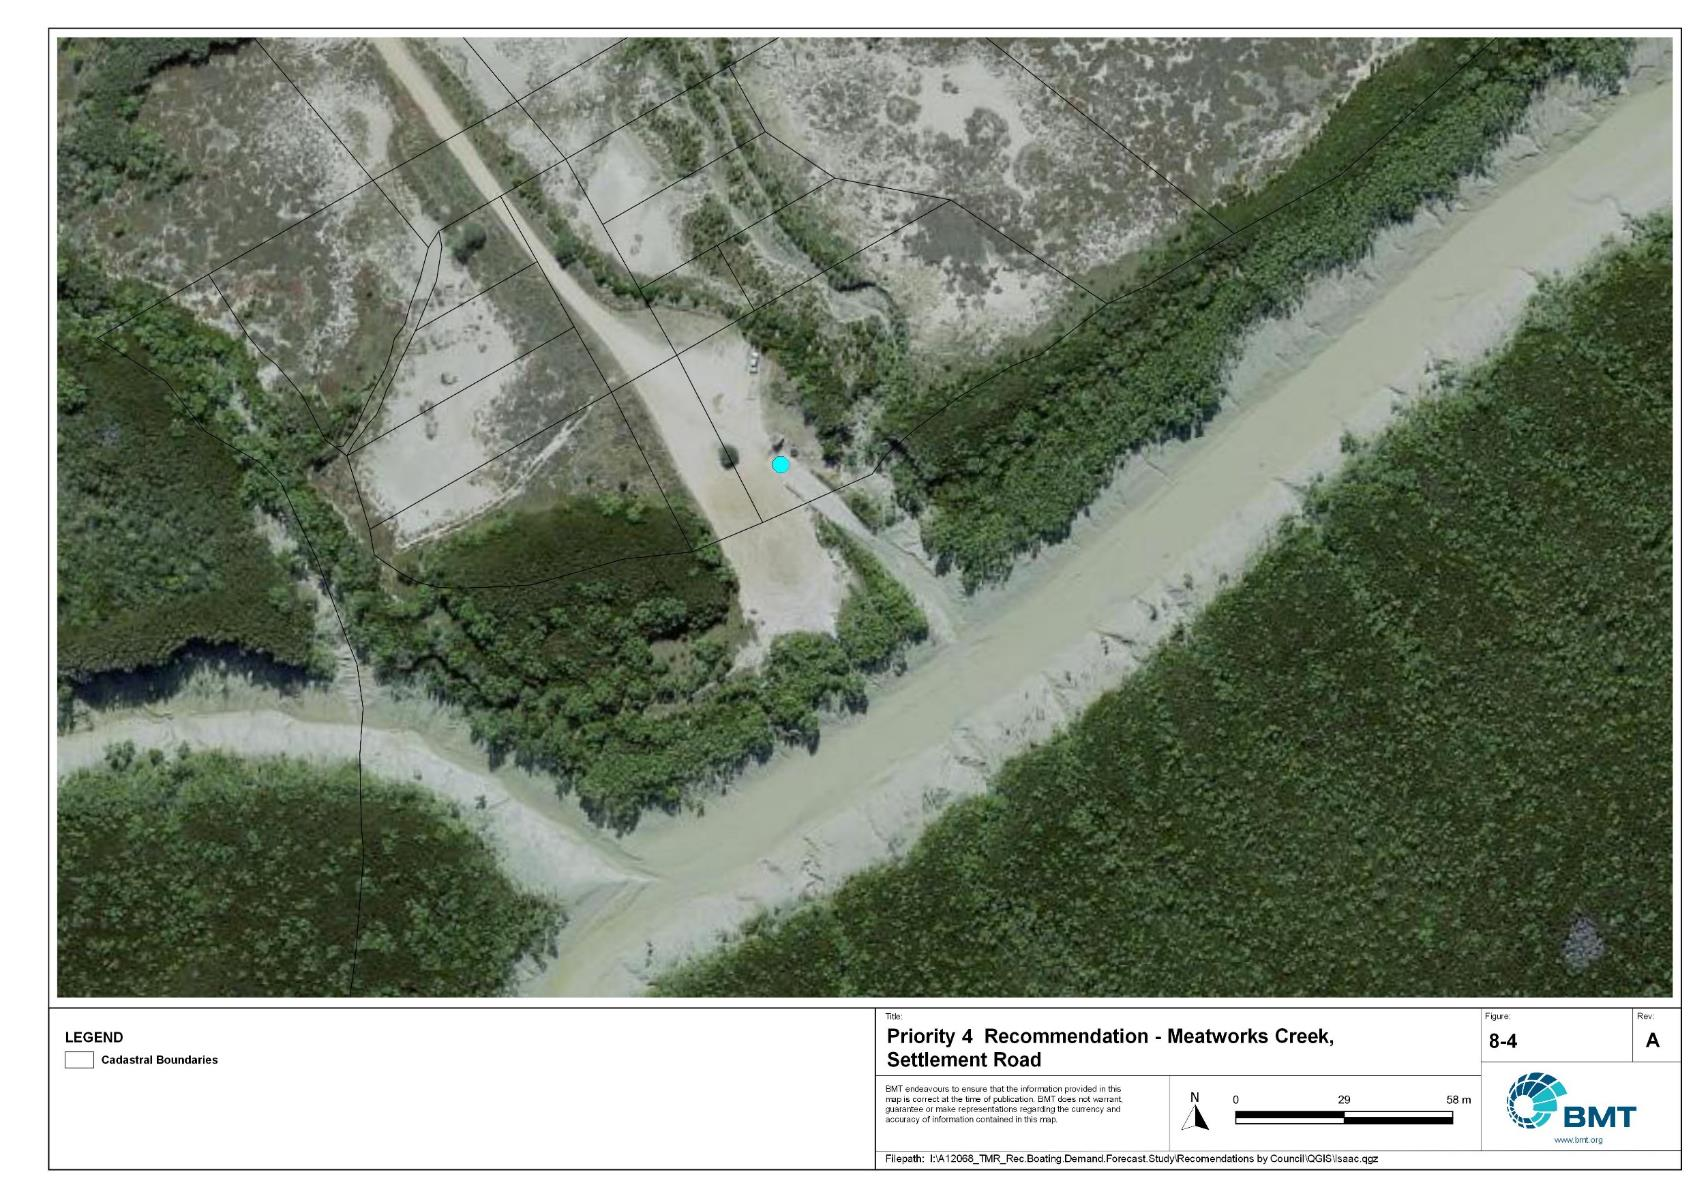 LEGEND
Cadastral Boundaries
Title:
Priority 4 Recommendation - Meatworks Creek,
Settlement Road
Figure:
8-4
Rev:
A
BMT endeavours to ensure that the information provided in this
map is correct at the time of publication. BMT does not warrant,
guarantee or make representations regarding the currency and
accuracy of information contained in this map.
N
0 29 58 m
BMT
www.bmt.org
Filepath: I:\A12068_TMR_Rec.Boating.Demand.Forecast.Study\Recomendations by Council\QGIS\Isaac.qgz